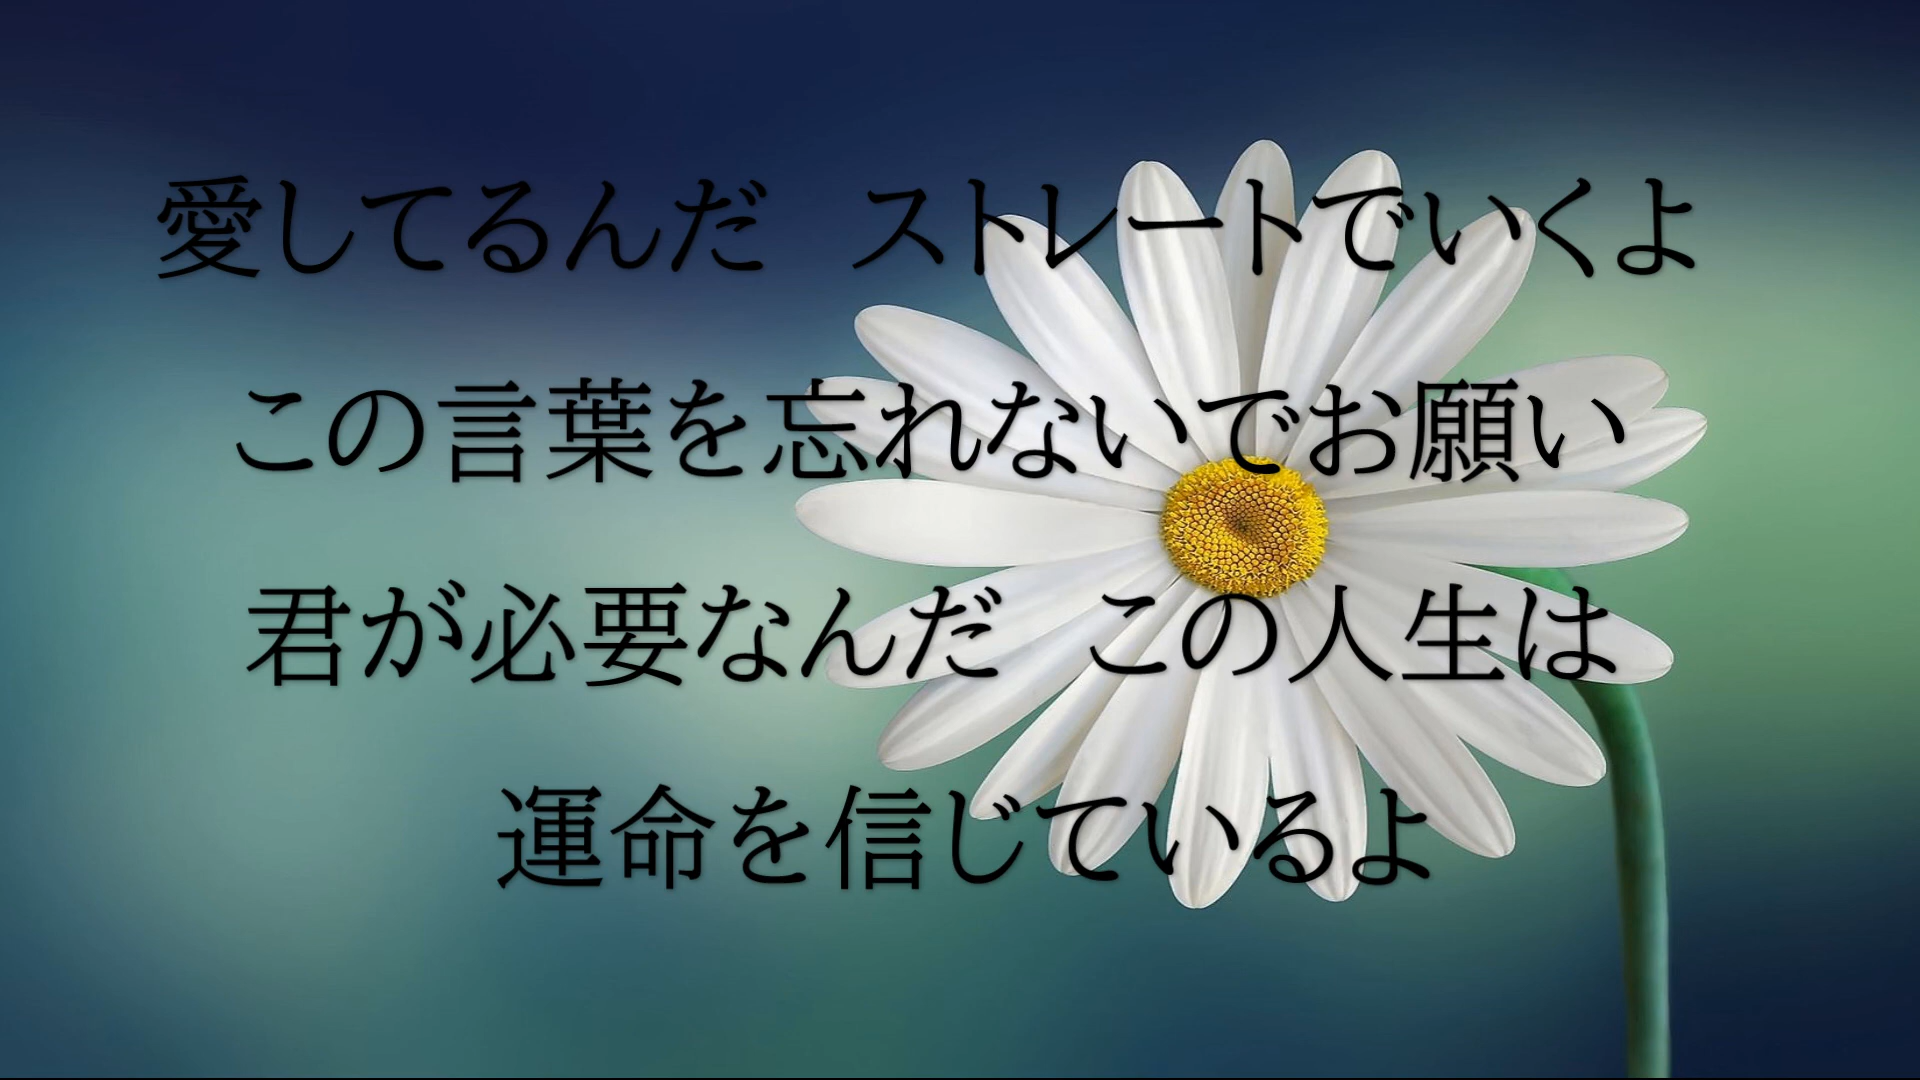 愛してるんだ　ストレートでいくよ
この言葉を忘れないでお願い
君が必要なんだ　この人生は
運命を信じているよ